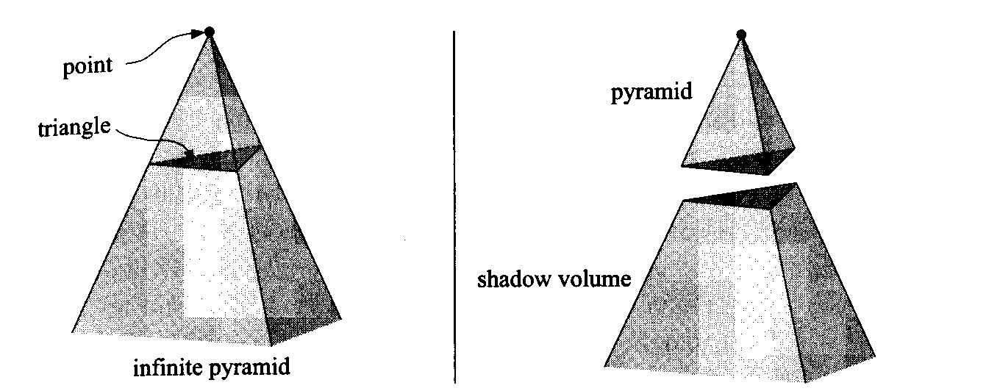 point
triangle
infinite pyramid
pyramid
shadow volume